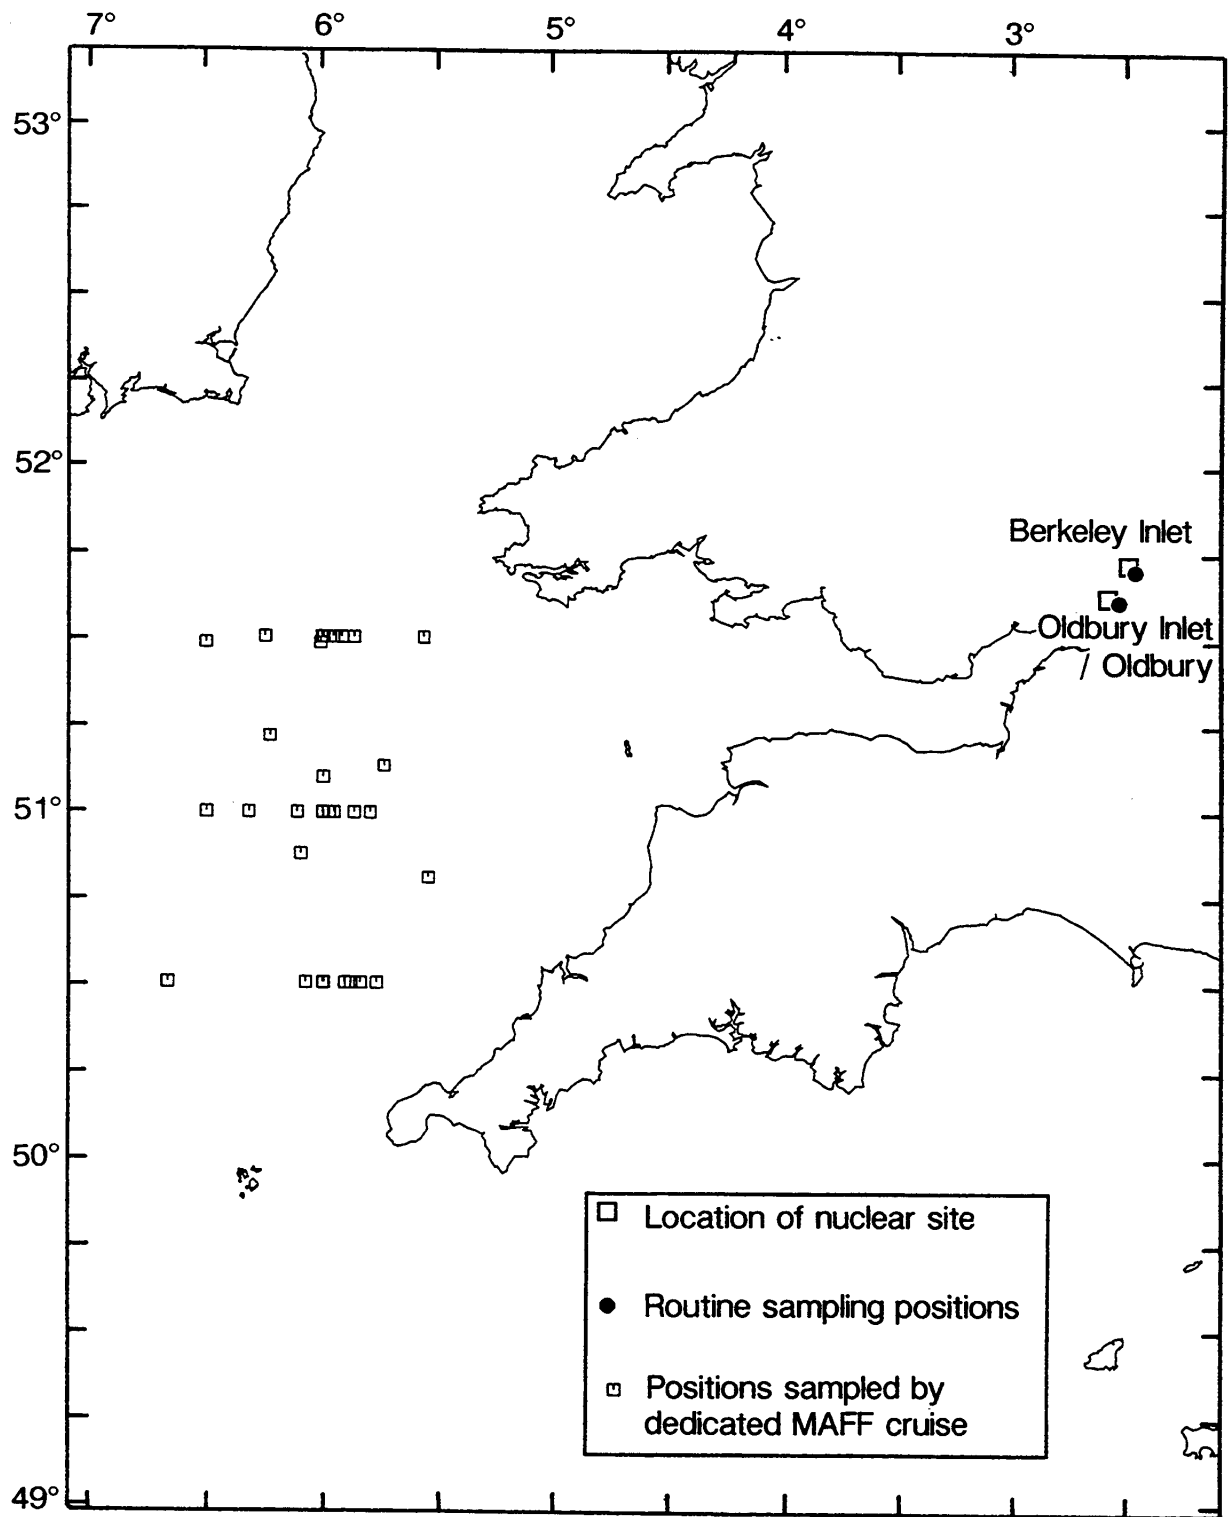 7° 6° 5° 4° 3°
53°
52°
Berkeley Inlet
Oldbury Inlet
/ Oldbury
51°
50°
Location of nuclear site
Routine sampling positions
Positions sampled by
dedicated MAFF cruise
49°